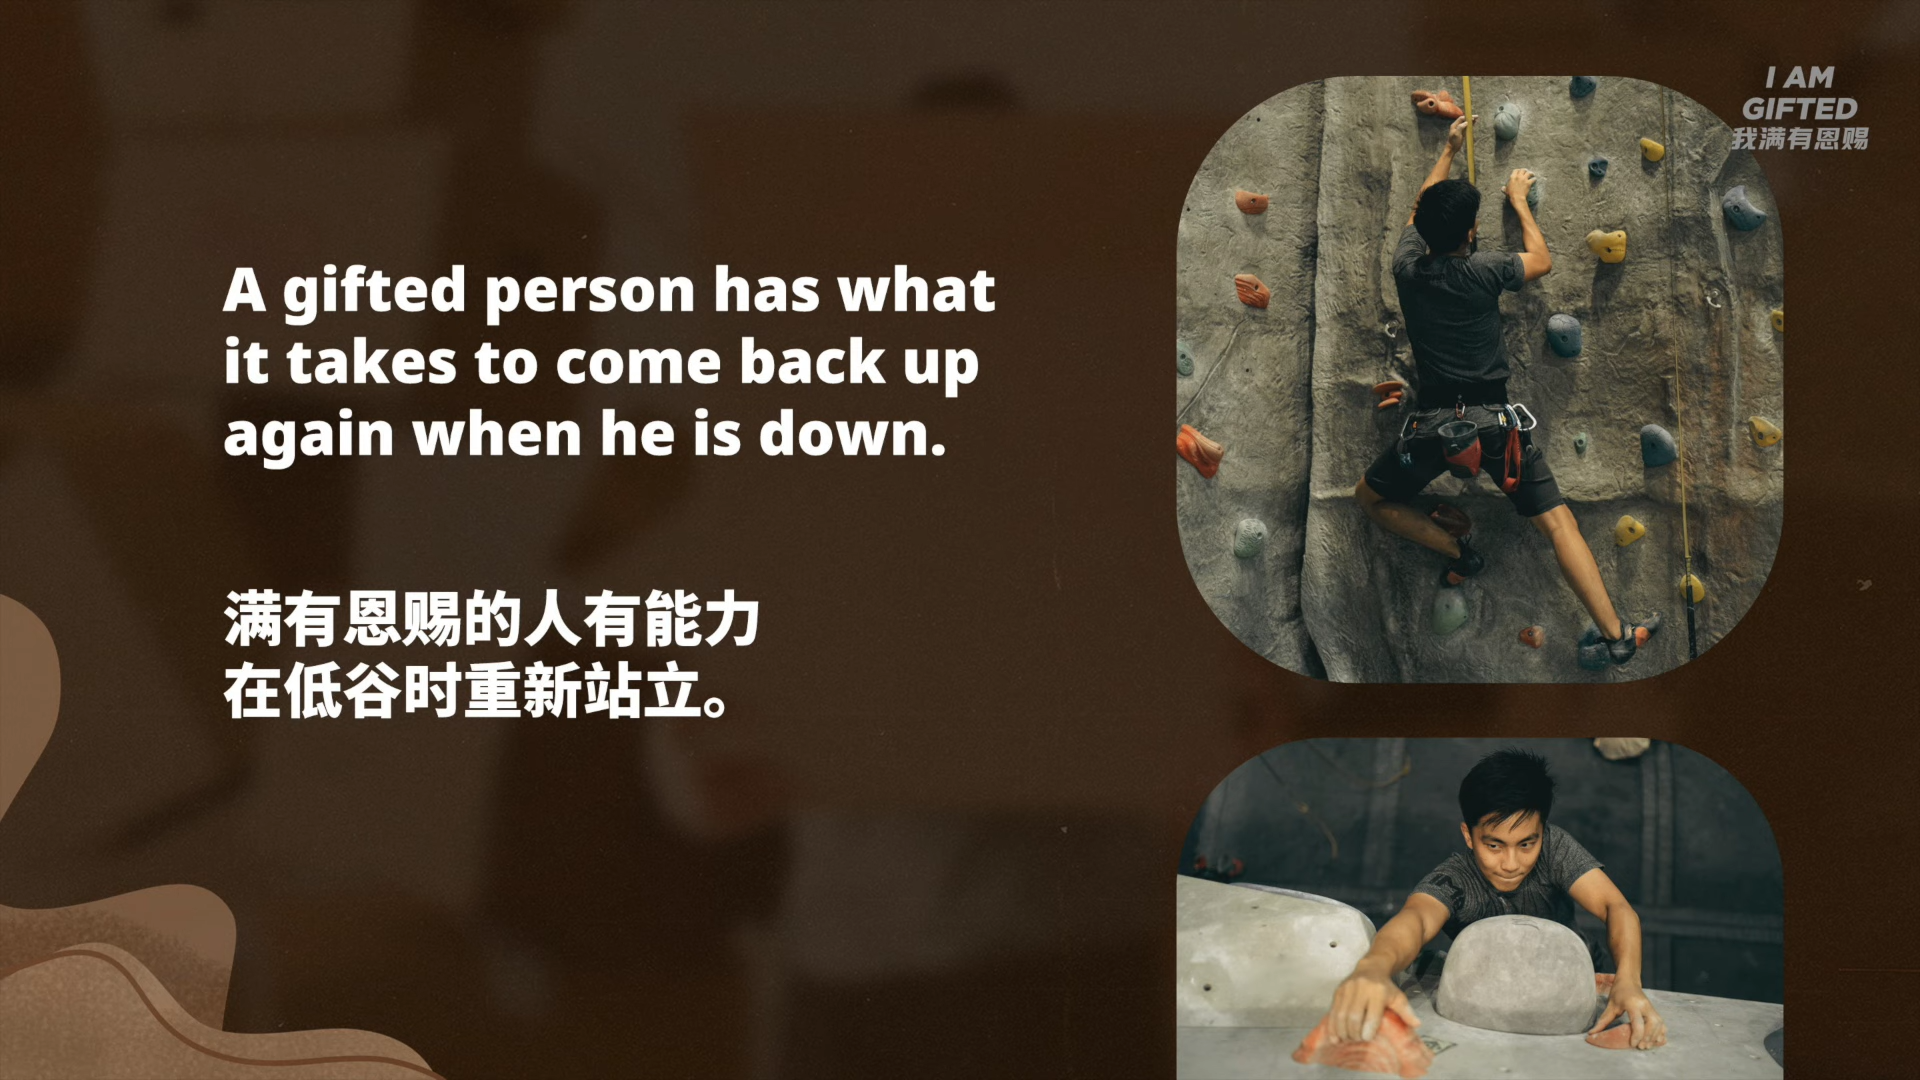 I AM
GIFTED
我满有恩赐
A gifted person has what
it takes to come back up
again when he is down.
满有恩赐的人有能力
在低谷时重新站立。